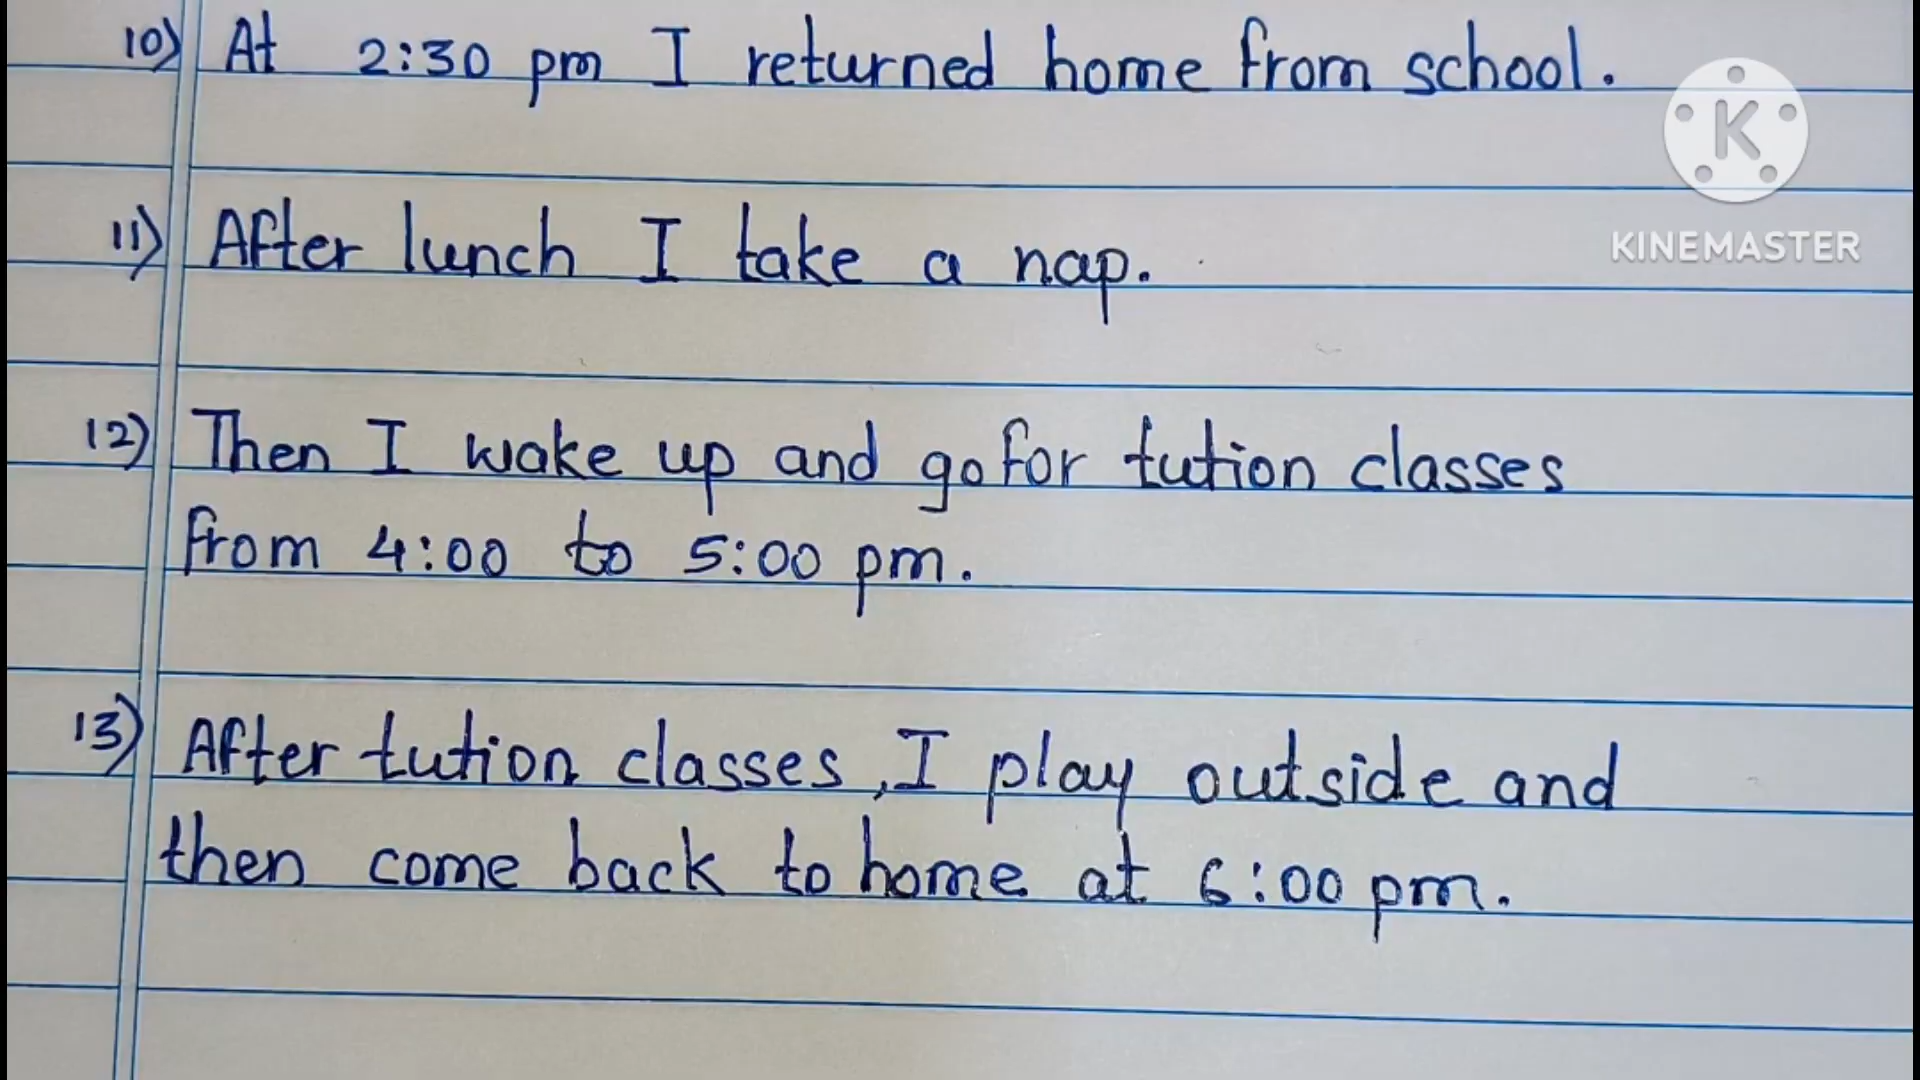 10) At 2:30 pm I returned home from school.
K
KINEMASTER
11) After lunch I take a nap.
12) Then I wake up and go for tution classes
from 4:00 to 5:00 pm.
13) After tution classes, I play outside and
then come back to home at 6:00 pm.